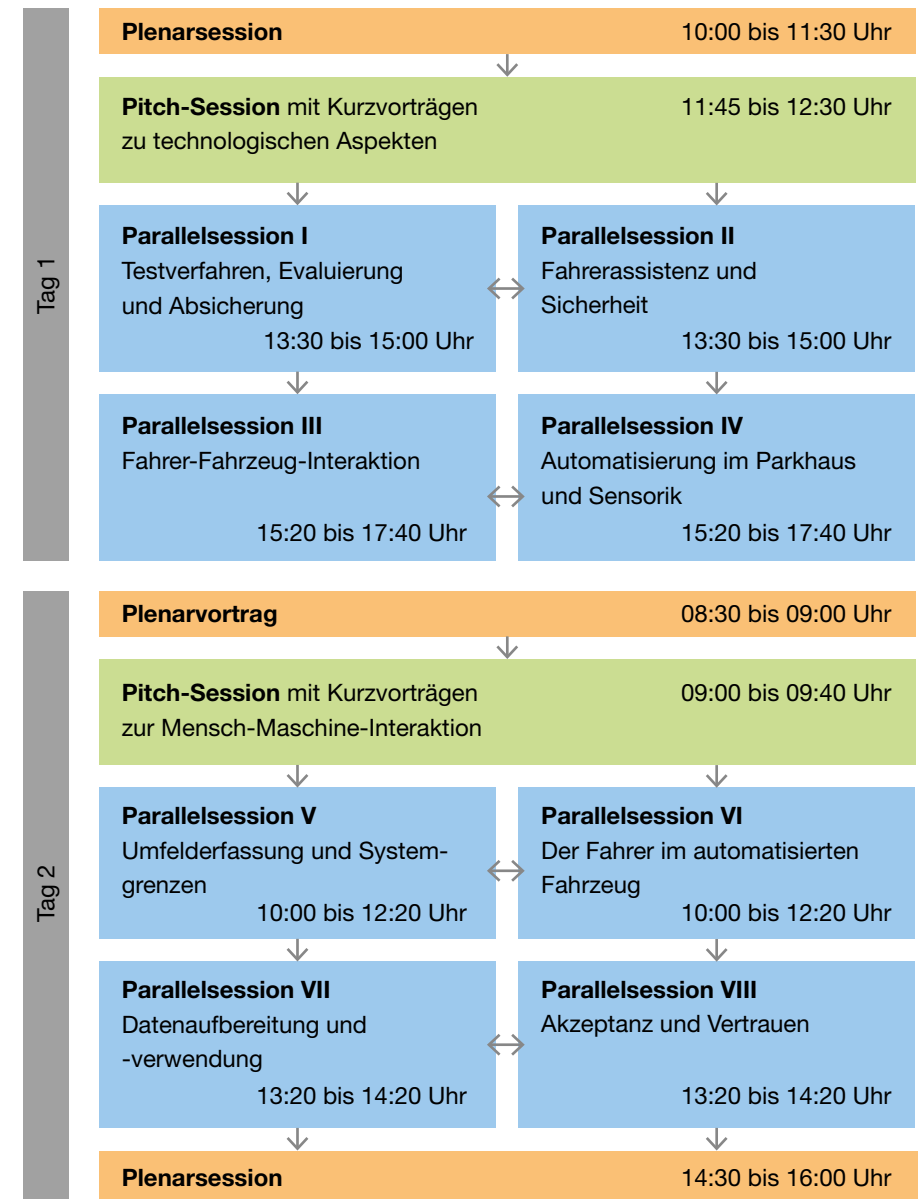 Tag 1
Plenarsession 10:00 bis 11:30 Uhr
Pitch-Session mit Kurzvorträgen 11:45 bis 12:30 Uhr
zu technologischen Aspekten
Parallelsession I
Testverfahren, Evaluierung
und Absicherung
13:30 bis 15:00 Uhr
Parallelsession II
Fahrerassistenz und
Sicherheit
13:30 bis 15:00 Uhr
Parallelsession III
Fahrer-Fahrzeug-Interaktion
15:20 bis 17:40 Uhr
Parallelsession IV
Automatisierung im Parkhaus
und Sensorik
15:20 bis 17:40 Uhr
Tag 2
Plenarvortrag 08:30 bis 09:00 Uhr
Pitch-Session mit Kurzvorträgen 09:00 bis 09:40 Uhr
zur Mensch-Maschine-Interaktion
Parallelsession V
Umfelderfassung und System-
grenzen
10:00 bis 12:20 Uhr
Parallelsession VI
Der Fahrer im automatisierten
Fahrzeug
10:00 bis 12:20 Uhr
Parallelsession VII
Datenaufbereitung und
-verwendung
13:20 bis 14:20 Uhr
Parallelsession VIII
Akzeptanz und Vertrauen
13:20 bis 14:20 Uhr
Plenarsession 14:30 bis 16:00 Uhr